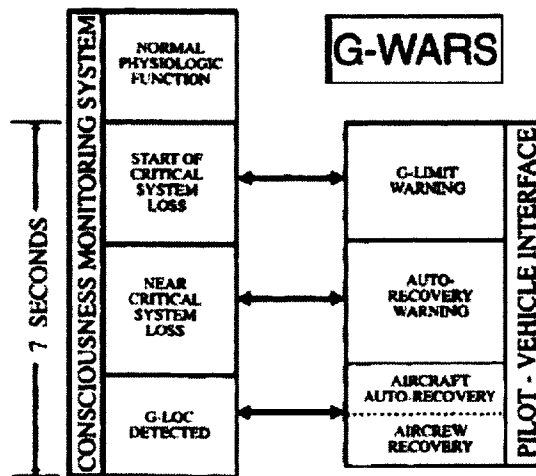 G-WARS
CONSCIOUSNESS MONITORING SYSTEM
7 SECONDS
NORMAL
PHYSIOLOGIC
FUNCTION
START OF
CRITICAL
SYSTEM
LOSS
NEAR
CRITICAL
SYSTEM
LOSS
G-LOC
DETECTED
G-LIMIT
WARNING
AUTO-
RECOVERY
WARNING
AIRCRAFT
AUTO-RECOVERY
AIRCREW
RECOVERY
PILOT - VEHICLE INTERFACE